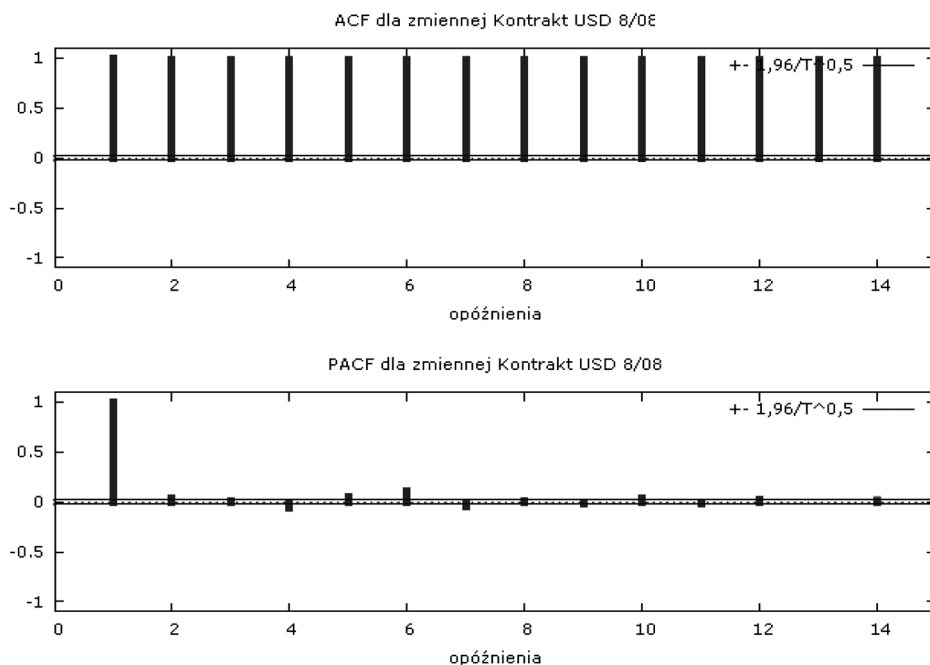 ACF dla zmiennej Kontrakt USD 8/08
+- 1,96/T^0,5
1
0.5
0
-0.5
-1
0 2 4 6 8 10 12 14
opóźnienia
PACF dla zmiennej Kontrakt USD 8/08
+- 1,96/T^0,5
1
0.5
0
-0.5
-1
0 2 4 6 8 10 12 14
opóźnienia